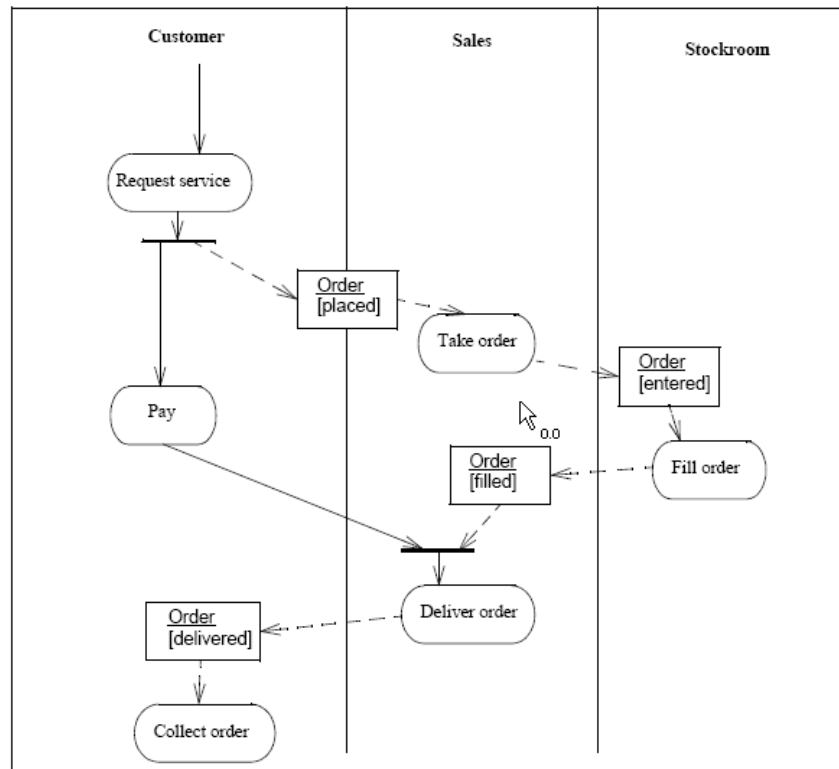 Customer
Sales
Stockroom
Request service
Order
[placed]
Take order
Order
[entered]
Pay
0.0
Order
[filled]
Fill order
Deliver order
Order
[delivered]
Collect order